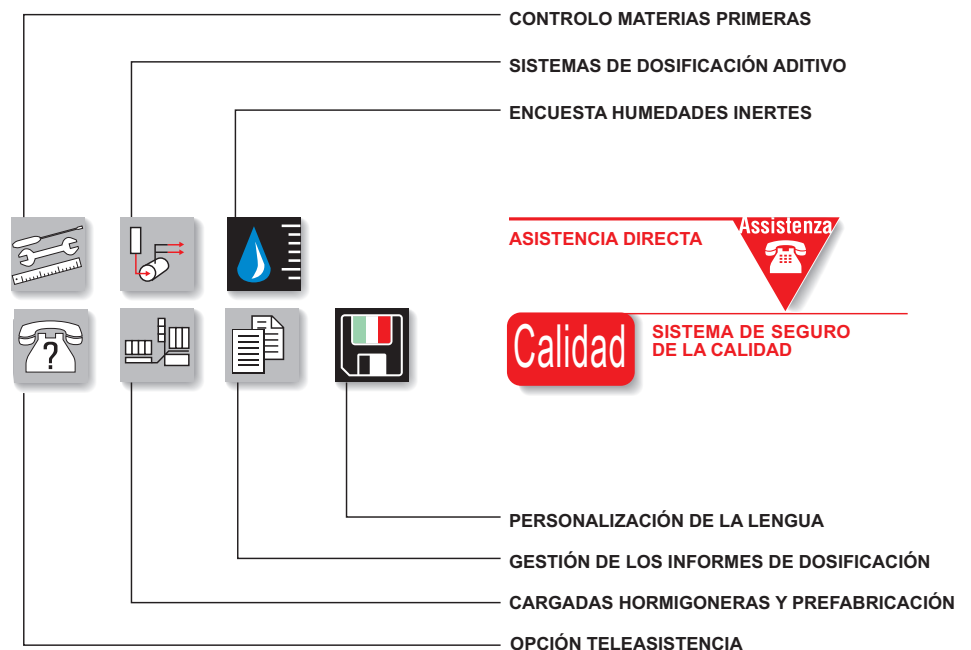 CONTROLO MATERIAS PRIMERAS
SISTEMAS DE DOSIFICACIÓN ADITIVO
ENCUESTA HUMEDADES INERTES
ASISTENCIA DIRECTA
Assistenza
?
Calidad
SISTEMA DE SEGURO
DE LA CALIDAD
PERSONALIZACIÓN DE LA LENGUA
GESTIÓN DE LOS INFORMES DE DOSIFICACIÓN
CARGADAS HORMIGONERAS Y PREFABRICACIÓN
OPCIÓN TELEASISTENCIA